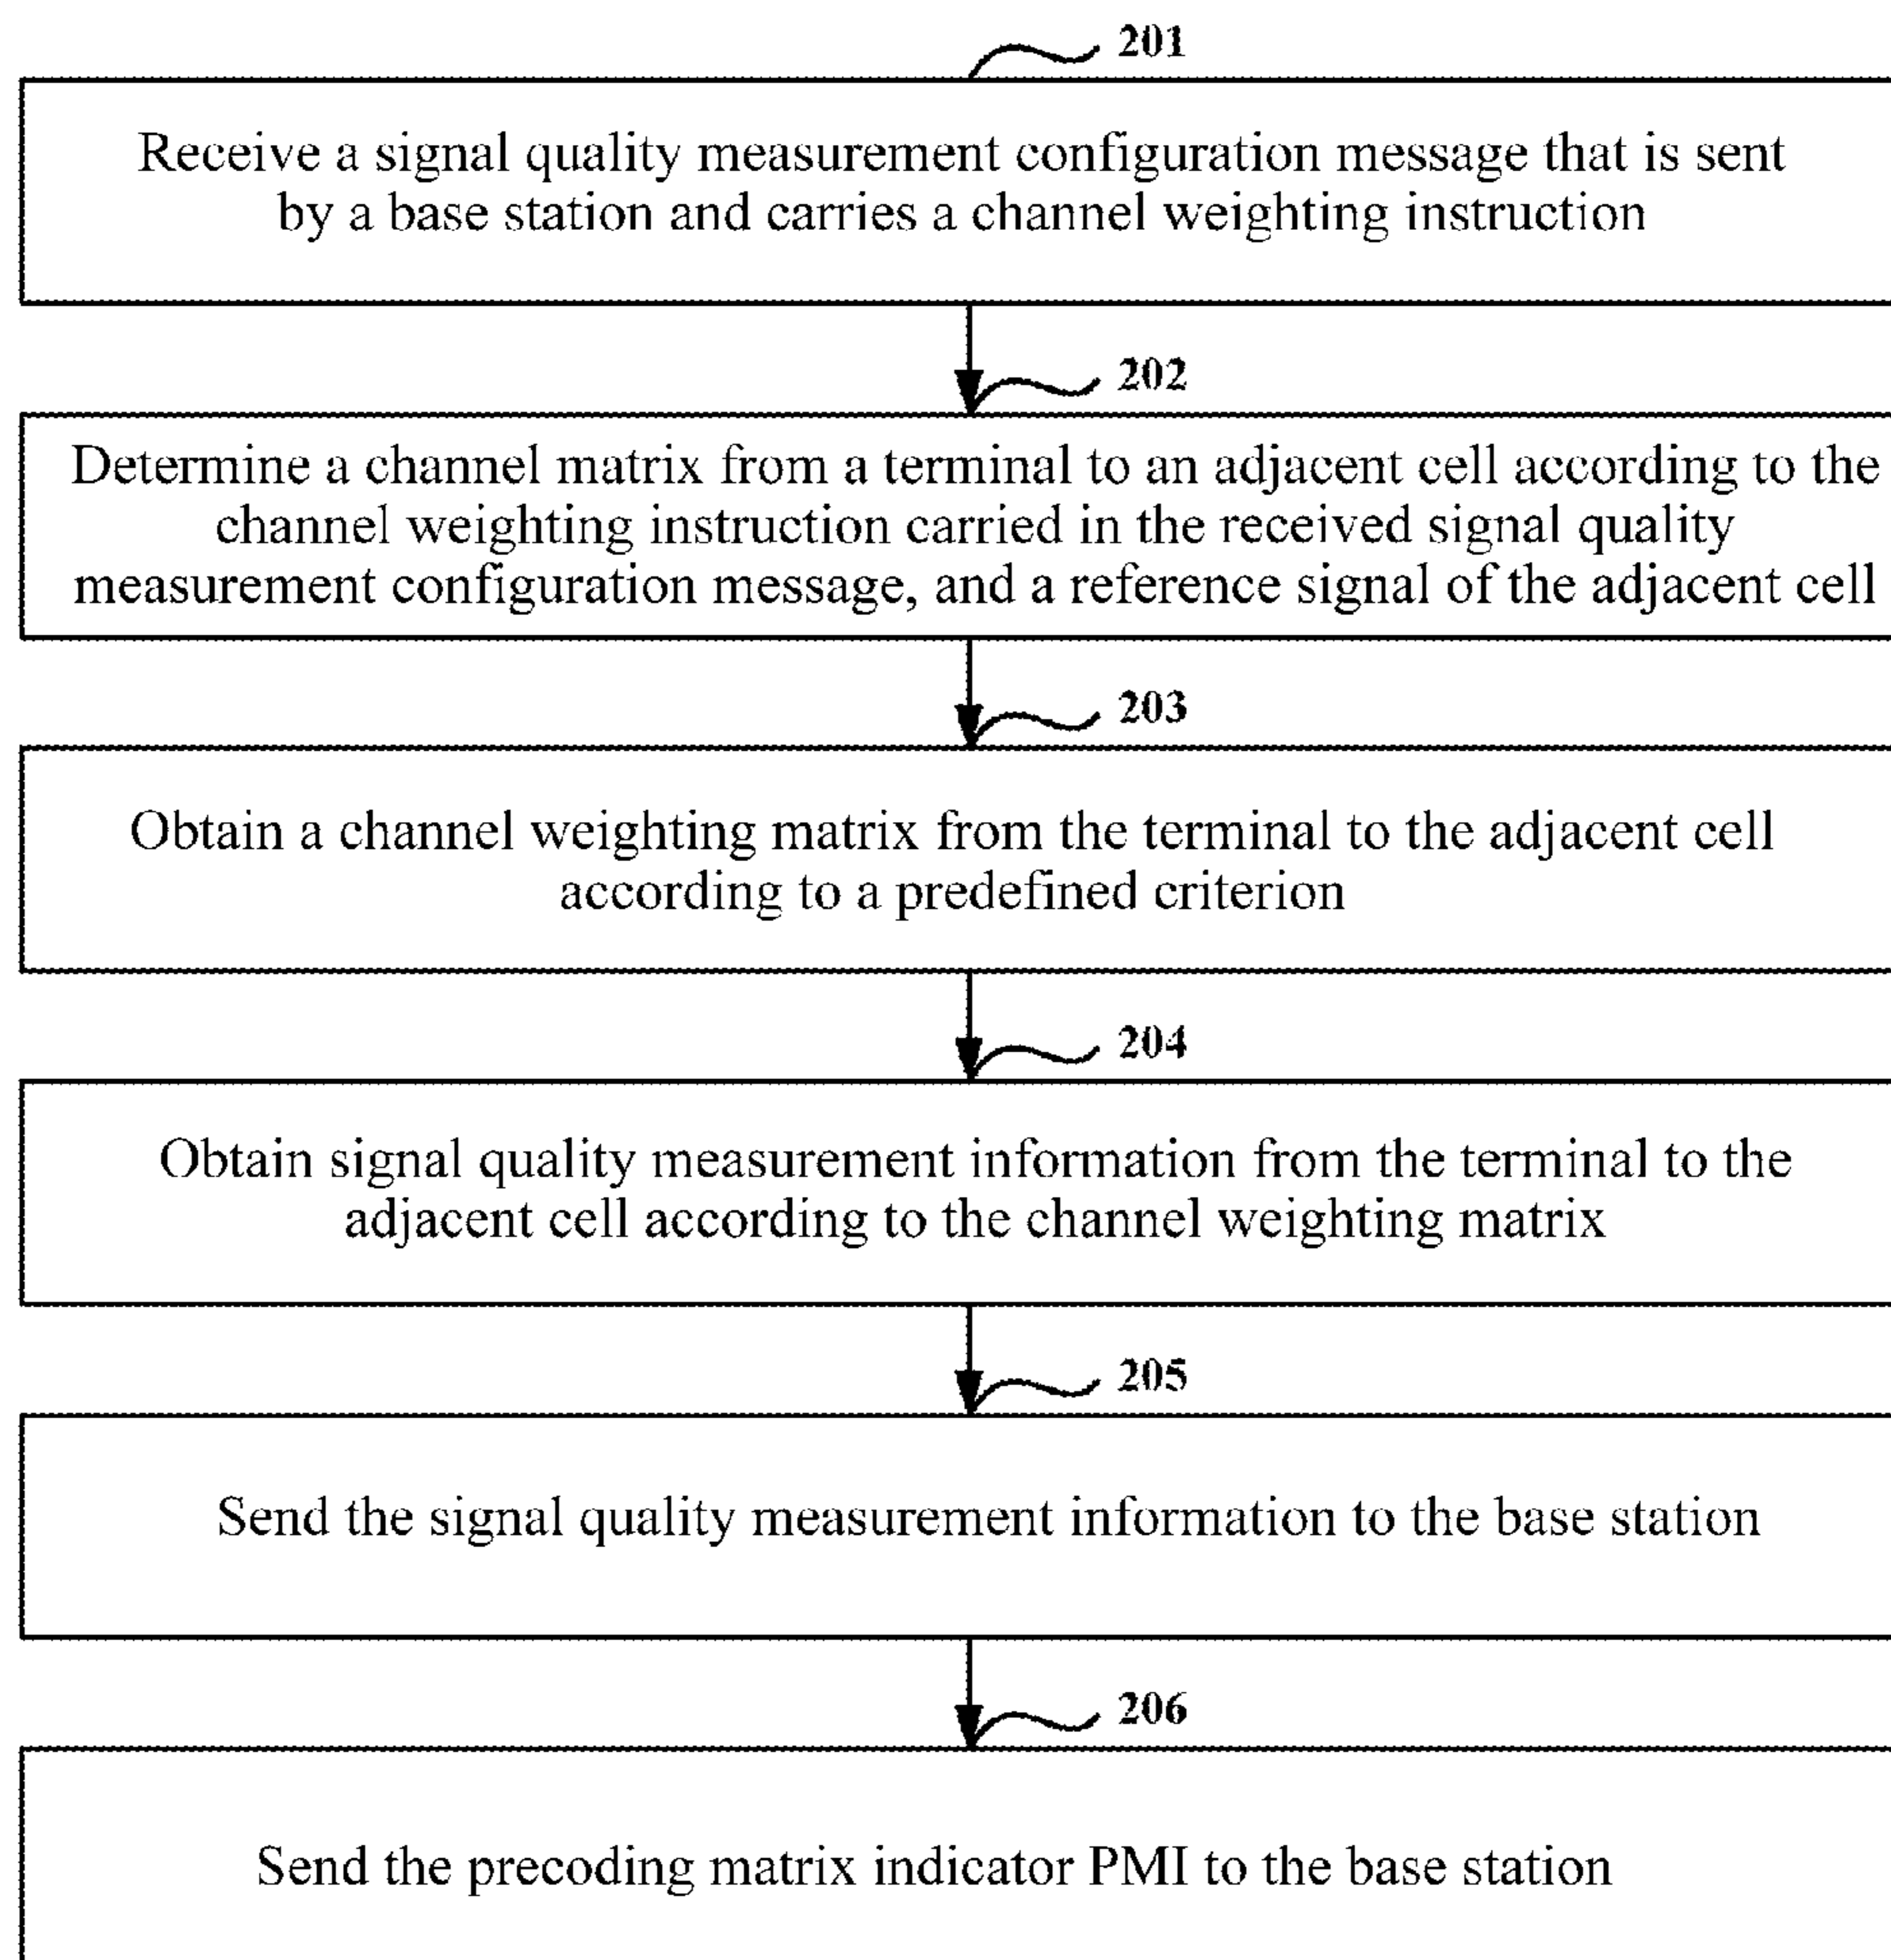 201
Receive a signal quality measurement configuration message that is sent
by a base station and carries a channel weighting instruction
202
Determine a channel matrix from a terminal to an adjacent cell according to the
channel weighting instruction carried in the received signal quality
measurement configuration message, and a reference signal of the adjacent cell
203
Obtain a channel weighting matrix from the terminal to the adjacent cell
according to a predefined criterion
204
Obtain signal quality measurement information from the terminal to the
adjacent cell according to the channel weighting matrix
205
Send the signal quality measurement information to the base station
206
Send the precoding matrix indicator PMI to the base station